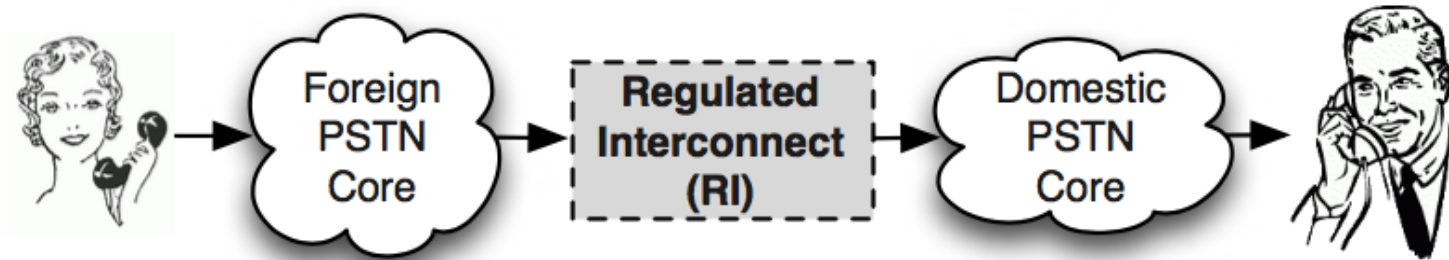 Foreign
PSTN
Core
Regulated
Interconnect
(RI)
Domestic
PSTN
Core